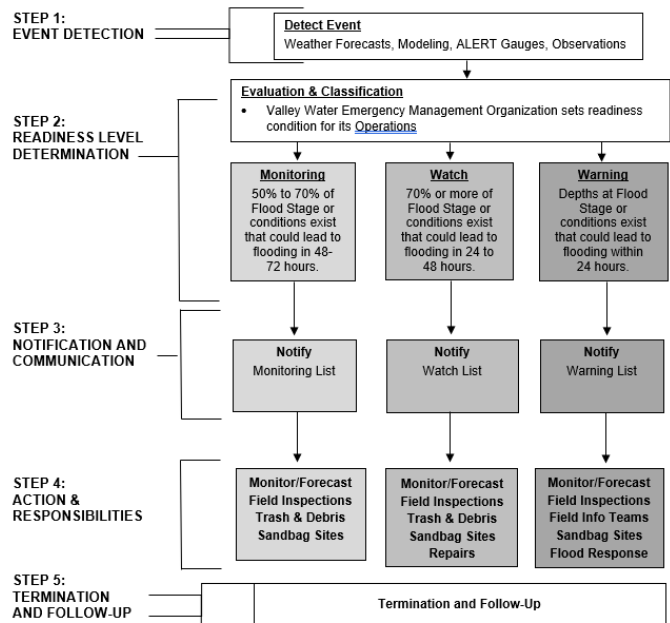 STEP 1:
EVENT DETECTION
Detect Event
Weather Forecasts, Modeling, ALERT Gauges, Observations
STEP 2:
READINESS LEVEL
DETERMINATION
Evaluation & Classification
• Valley Water Emergency Management Organization sets readiness
condition for its Operations
Monitoring
50% to 70% of
Flood Stage or
conditions exist
that could lead to
flooding in 48-
72 hours.
Watch
70% or more of
Flood Stage or
conditions exist
that could lead to
flooding in 24 to
48 hours.
Warning
Depths at Flood
Stage or
conditions exist
that could lead to
flooding within
24 hours.
STEP 3:
NOTIFICATION AND
COMMUNICATION
Notify
Monitoring List
Notify
Watch List
Notify
Warning List
STEP 4:
ACTION &
RESPONSIBILITIES
Monitor/Forecast
Field Inspections
Trash & Debris
Sandbag Sites
Monitor/Forecast
Field Inspections
Trash & Debris
Sandbag Sites
Repairs
Monitor/Forecast
Field Inspections
Field Info Teams
Sandbag Sites
Flood Response
STEP 5:
TERMINATION
AND FOLLOW-UP
Termination and Follow-Up